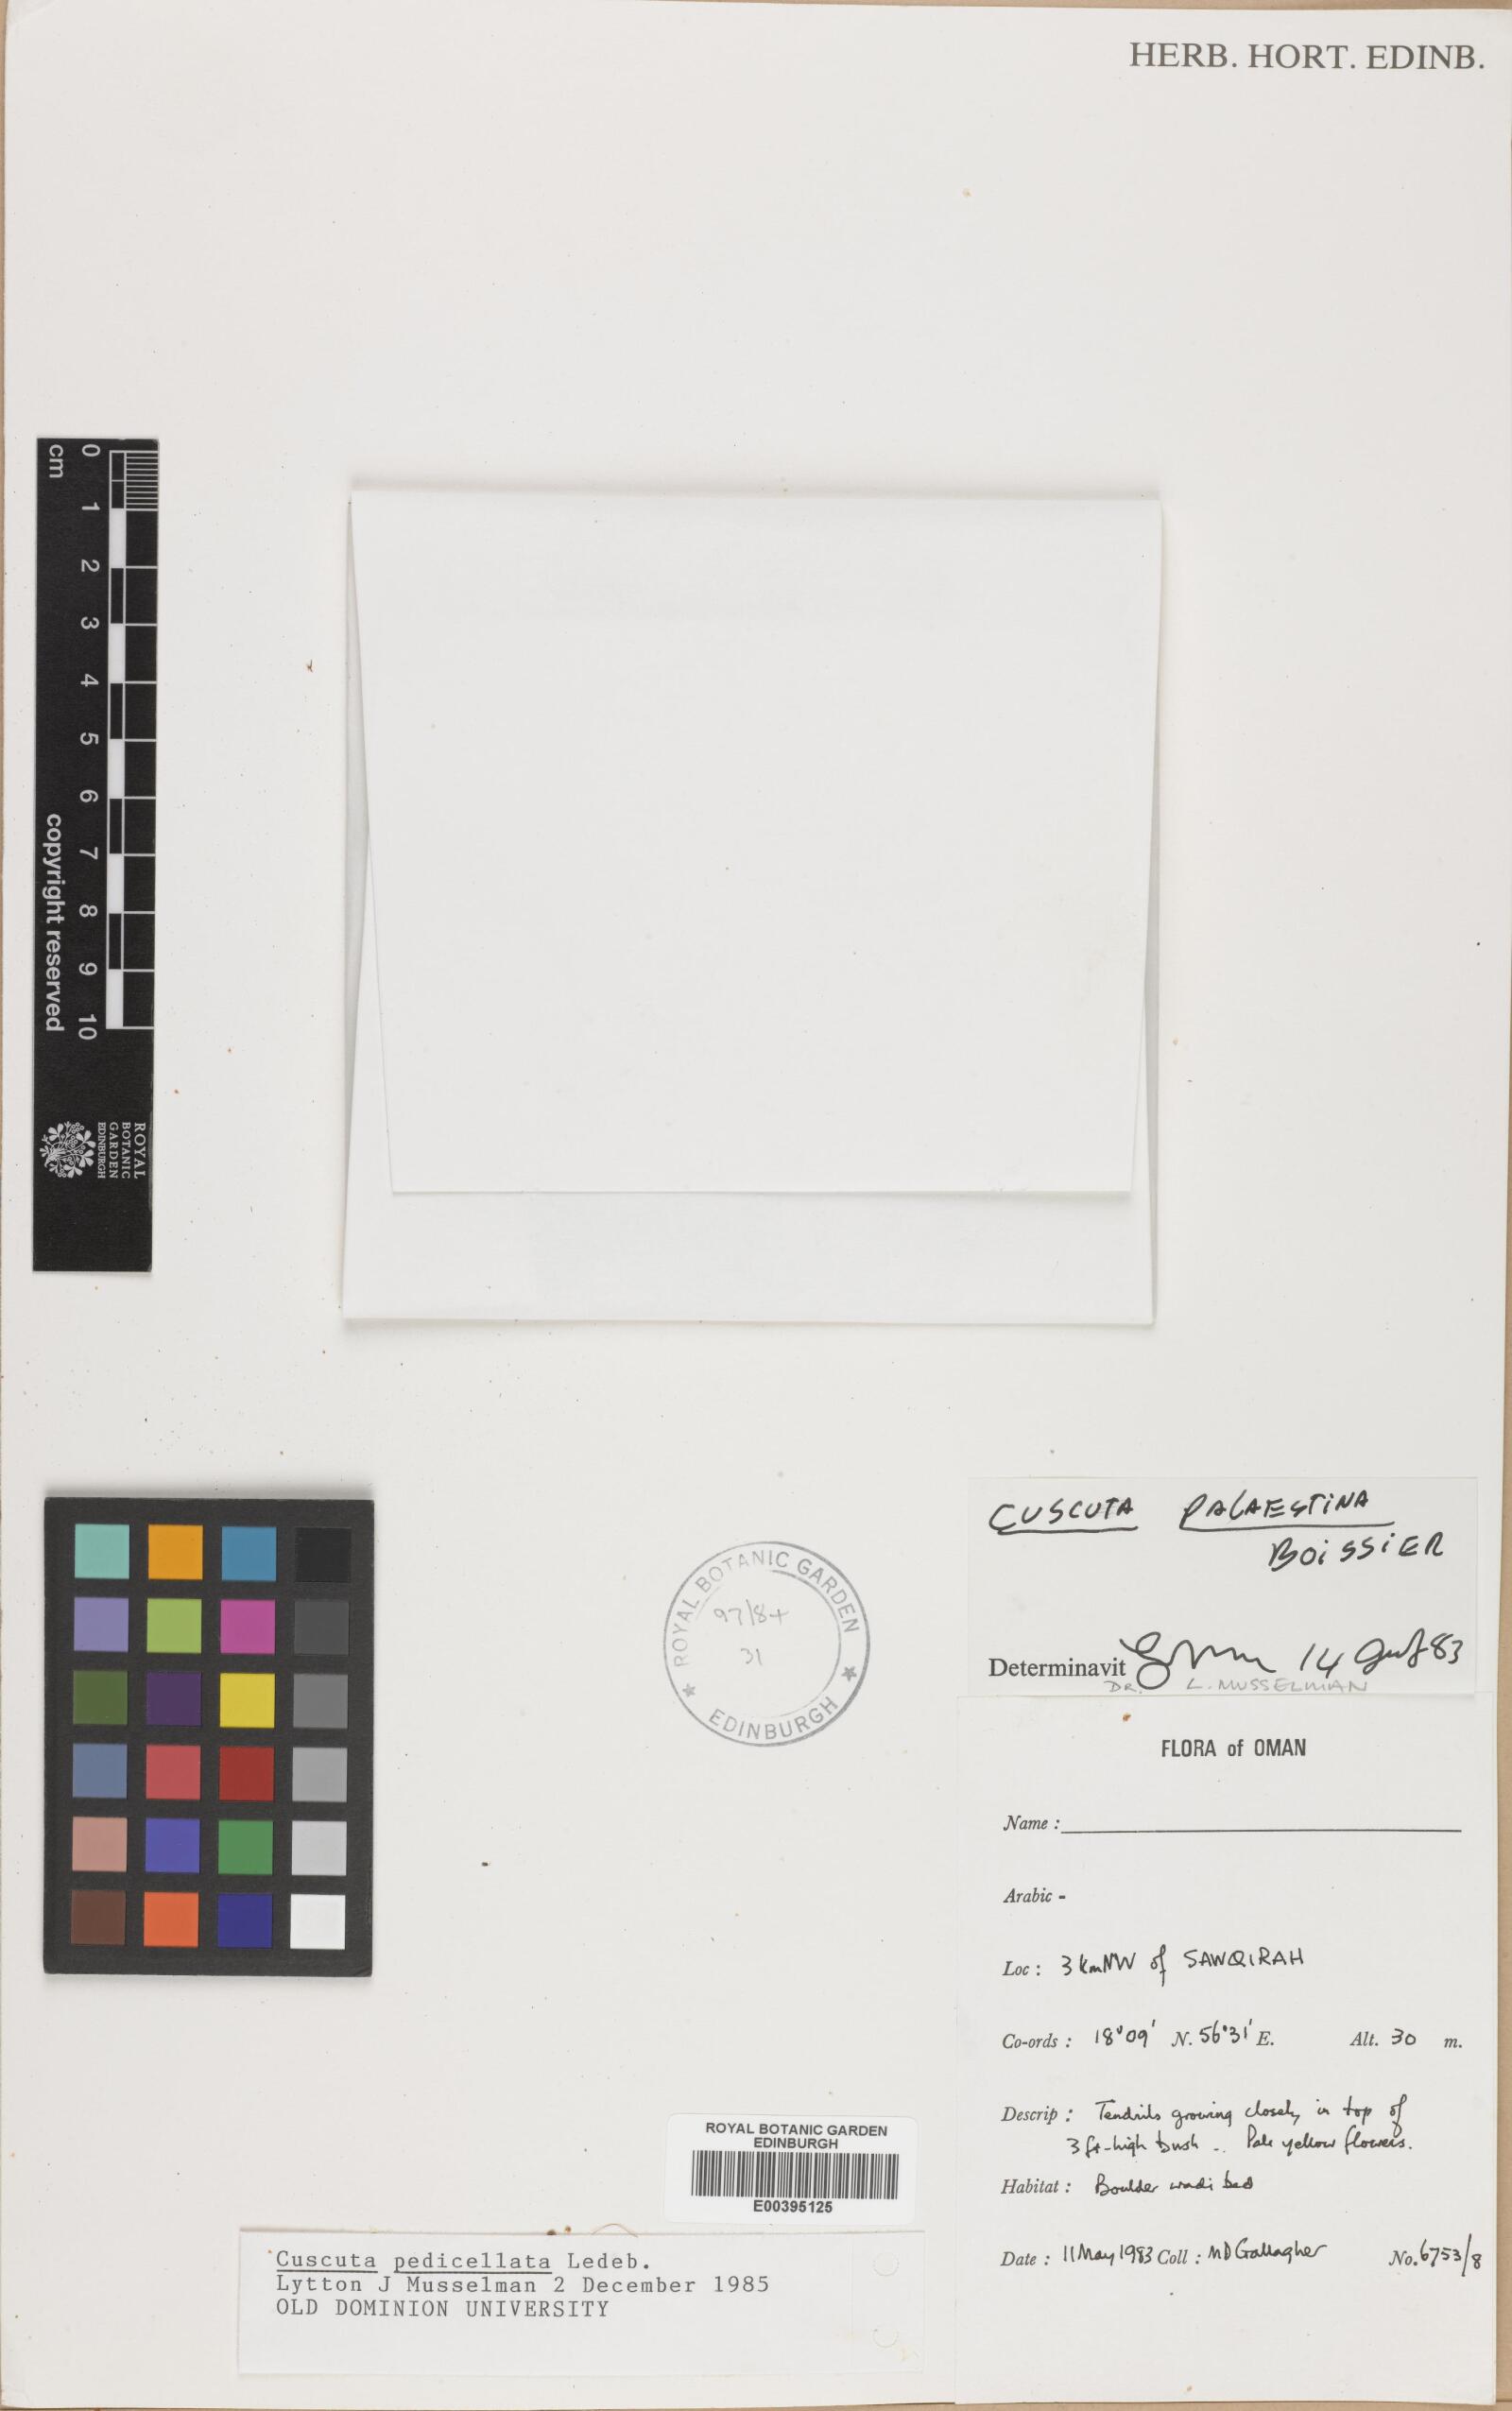 HERB. HORT. EDINB.
cm
0 1 2 3 4 5 6 7 8 9 10
copyright reserved
ROYAL
BOTANIC
GARDEN
EDINBURGH
CUSCUTA PALAESTINA
BOISSIER
Determinavit 14 83
DR. L. MUSSELMAN
ROYAL BOTANIC GARDEN
97/84
31
EDINBURGH
FLORA of OMAN
Name :
Arabic -
Loc : 3 km NW of SAWQIRAH
Co-ords : 18°09' N. 56°31' E. Alt. 30 m.
Descrip : Tendrils growing closely in top of
3 ft-high bush - Pale yellow flowers.
Habitat : Boulder wadi bed
Date : 11 May 1983 Coll : MD Gallagher No. 6753/8
ROYAL BOTANIC GARDEN
EDINBURGH
E00395125
Cuscuta pedicellata Ledeb.
Lytton J Musselman 2 December 1985
OLD DOMINION UNIVERSITY